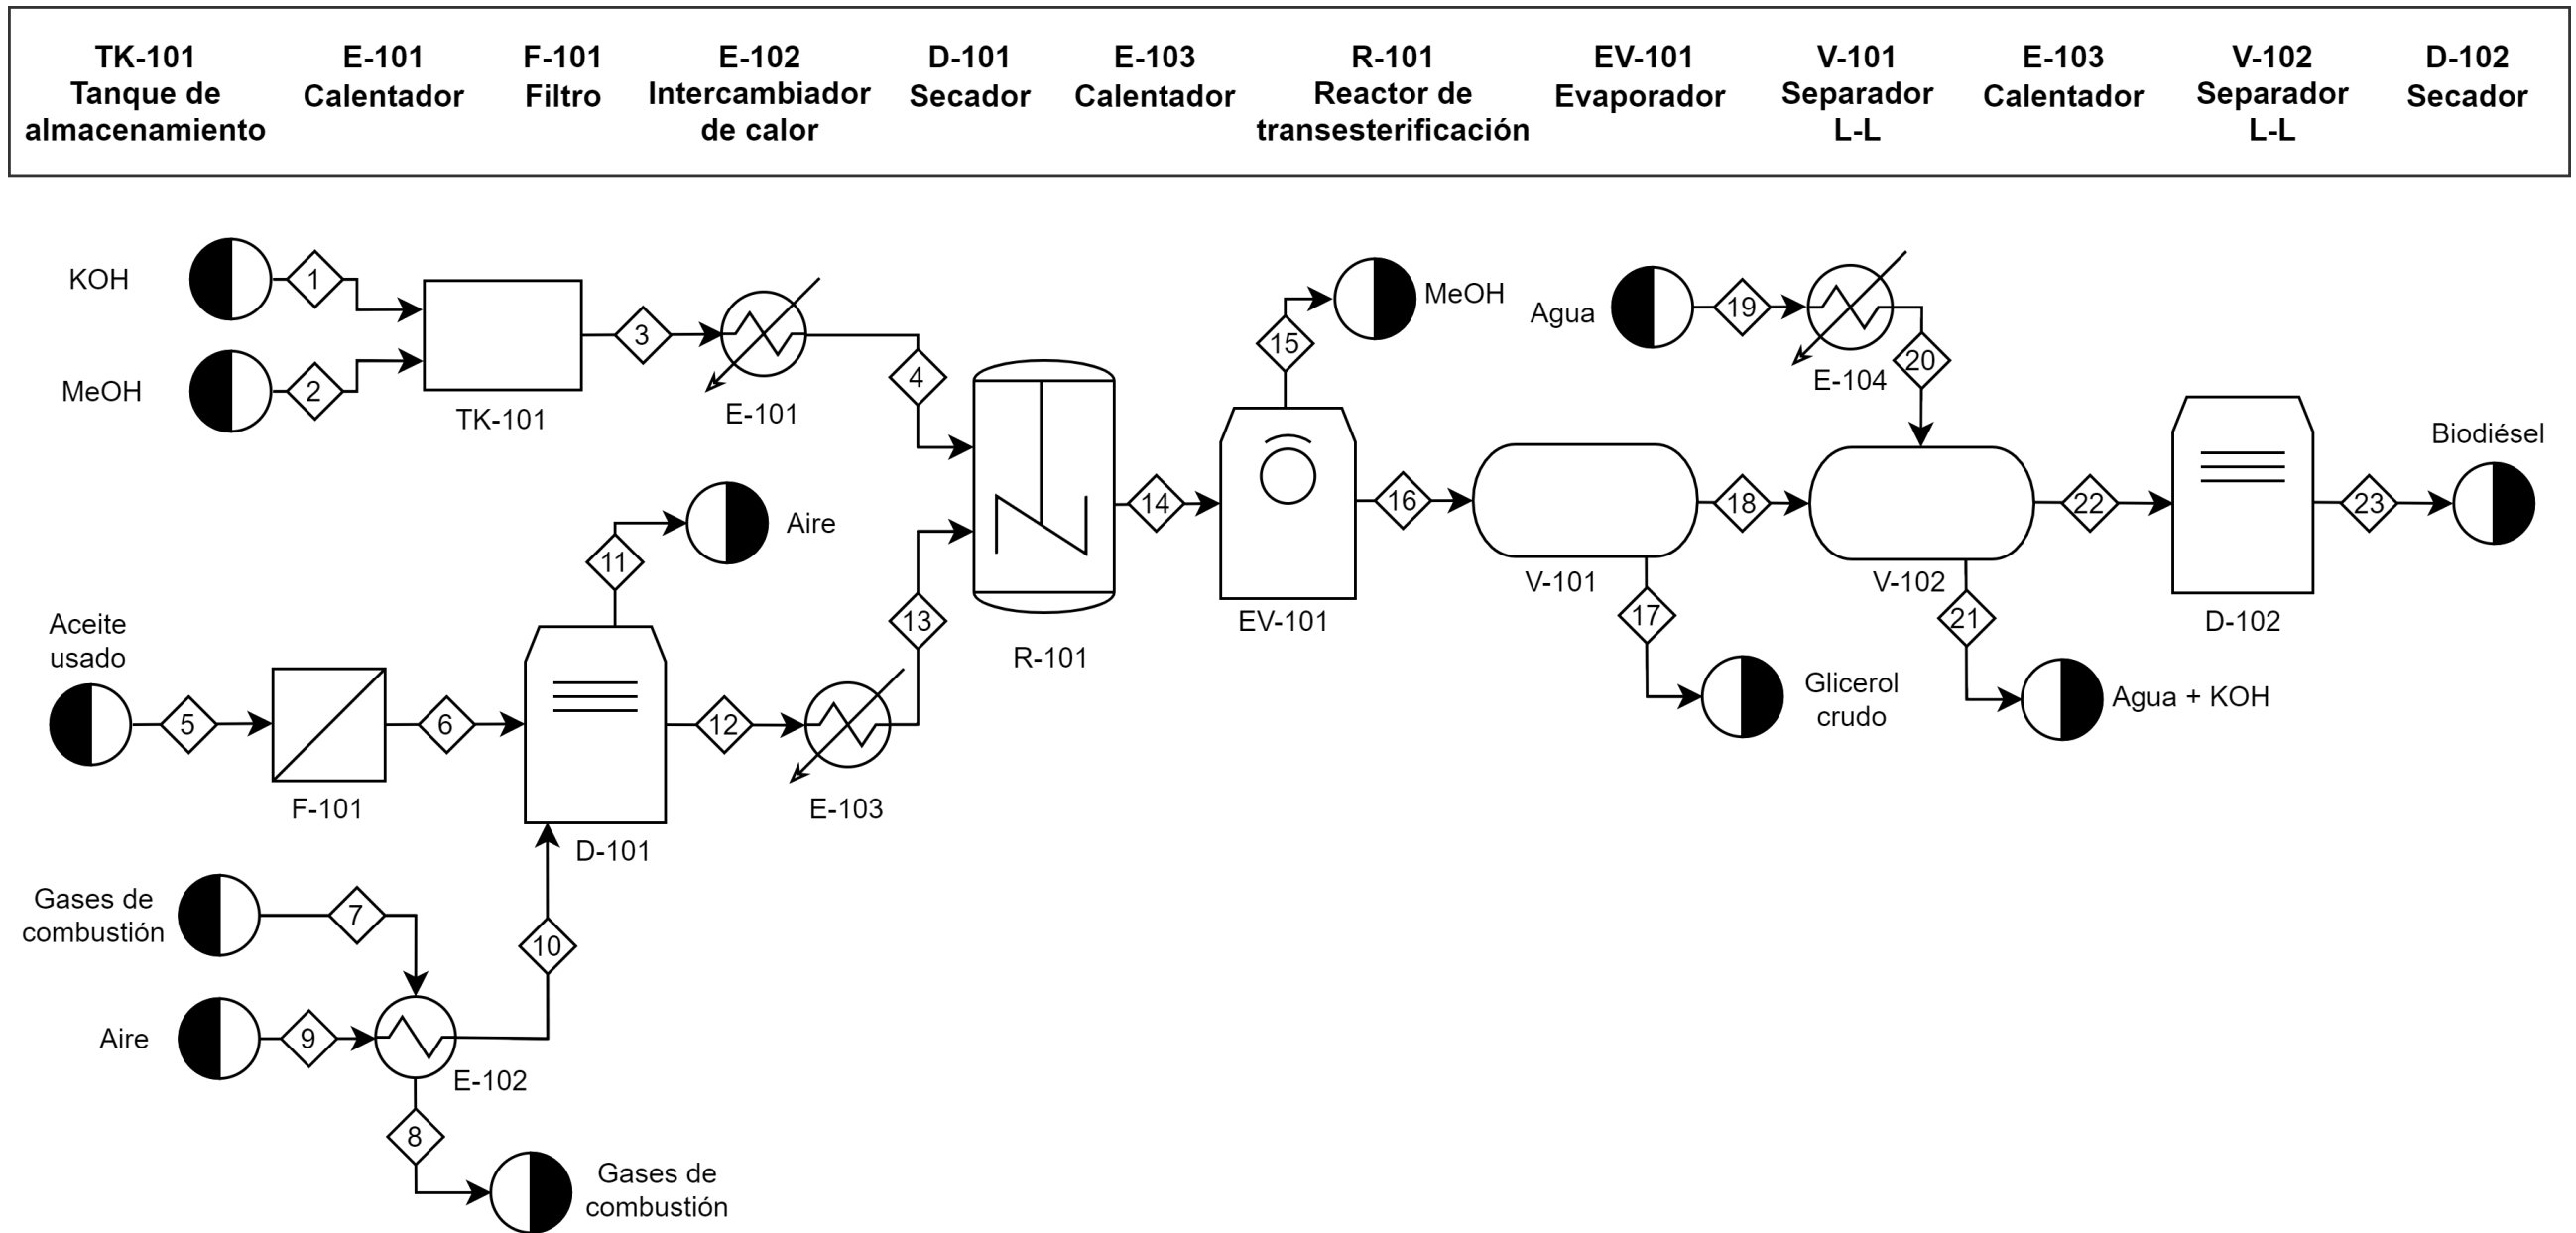 TK-101
Tanque de
almacenamiento
E-101
Calentador
F-101
Filtro
E-102
Intercambiador
de calor
D-101
Secador
E-103
Calentador
R-101
Reactor de
transesterificación
EV-101
Evaporador
V-101
Separador
L-L
E-103
Calentador
V-102
Separador
L-L
D-102
Secador
KOH
1
MeOH
2
TK-101
3
E-101
4
Aceite
usado
5
F-101
6
D-101
11
Aire
12
E-103
13
Gases de
combustión
7
Aire
9
E-102
10
8
Gases de
combustión
R-101
14
EV-101
15
MeOH
16
V-101
17
Glicerol
crudo
18
Agua
19
E-104
20
V-102
21
Agua + KOH
22
D-102
23
Biodiésel